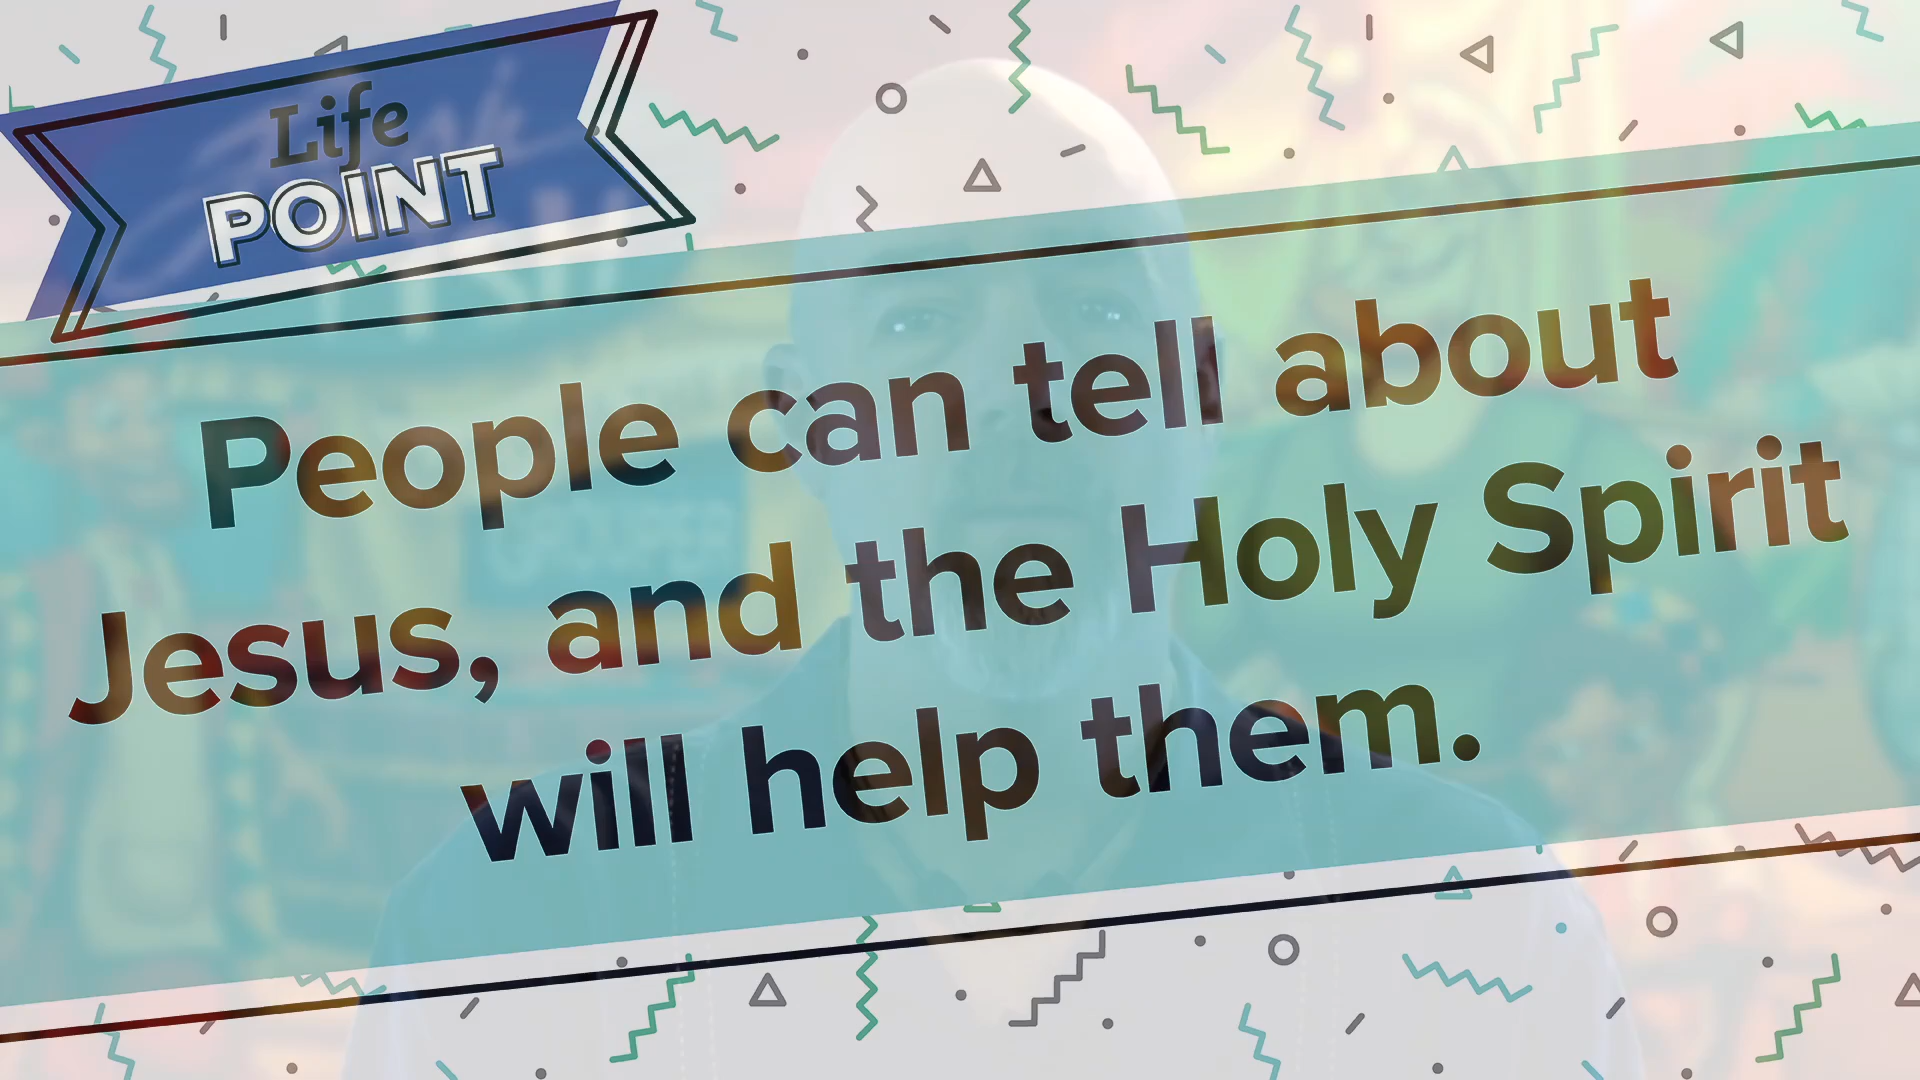 Life
POINT
People can tell about
Jesus, and the Holy Spirit
will help them.